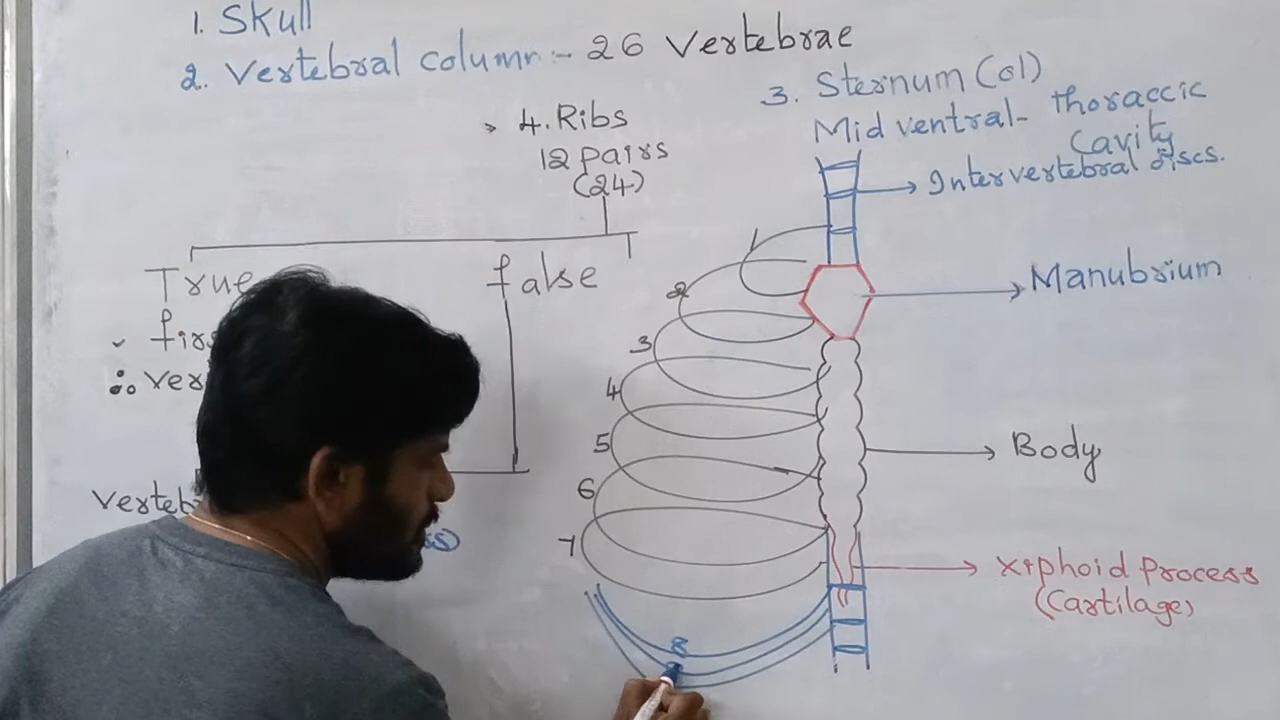 1. Skull
2. Vertebral column :- 26 Vertebrae
3. Sternum (ol)
Mid ventral- thoraccic
Cavity
4. Ribs
12 pairs
(24)
Intervertebral discs.
True
false
Manubrium
1
2
3
4
5
6
7
Body
Xiphoid Process
(Cartilage)
8